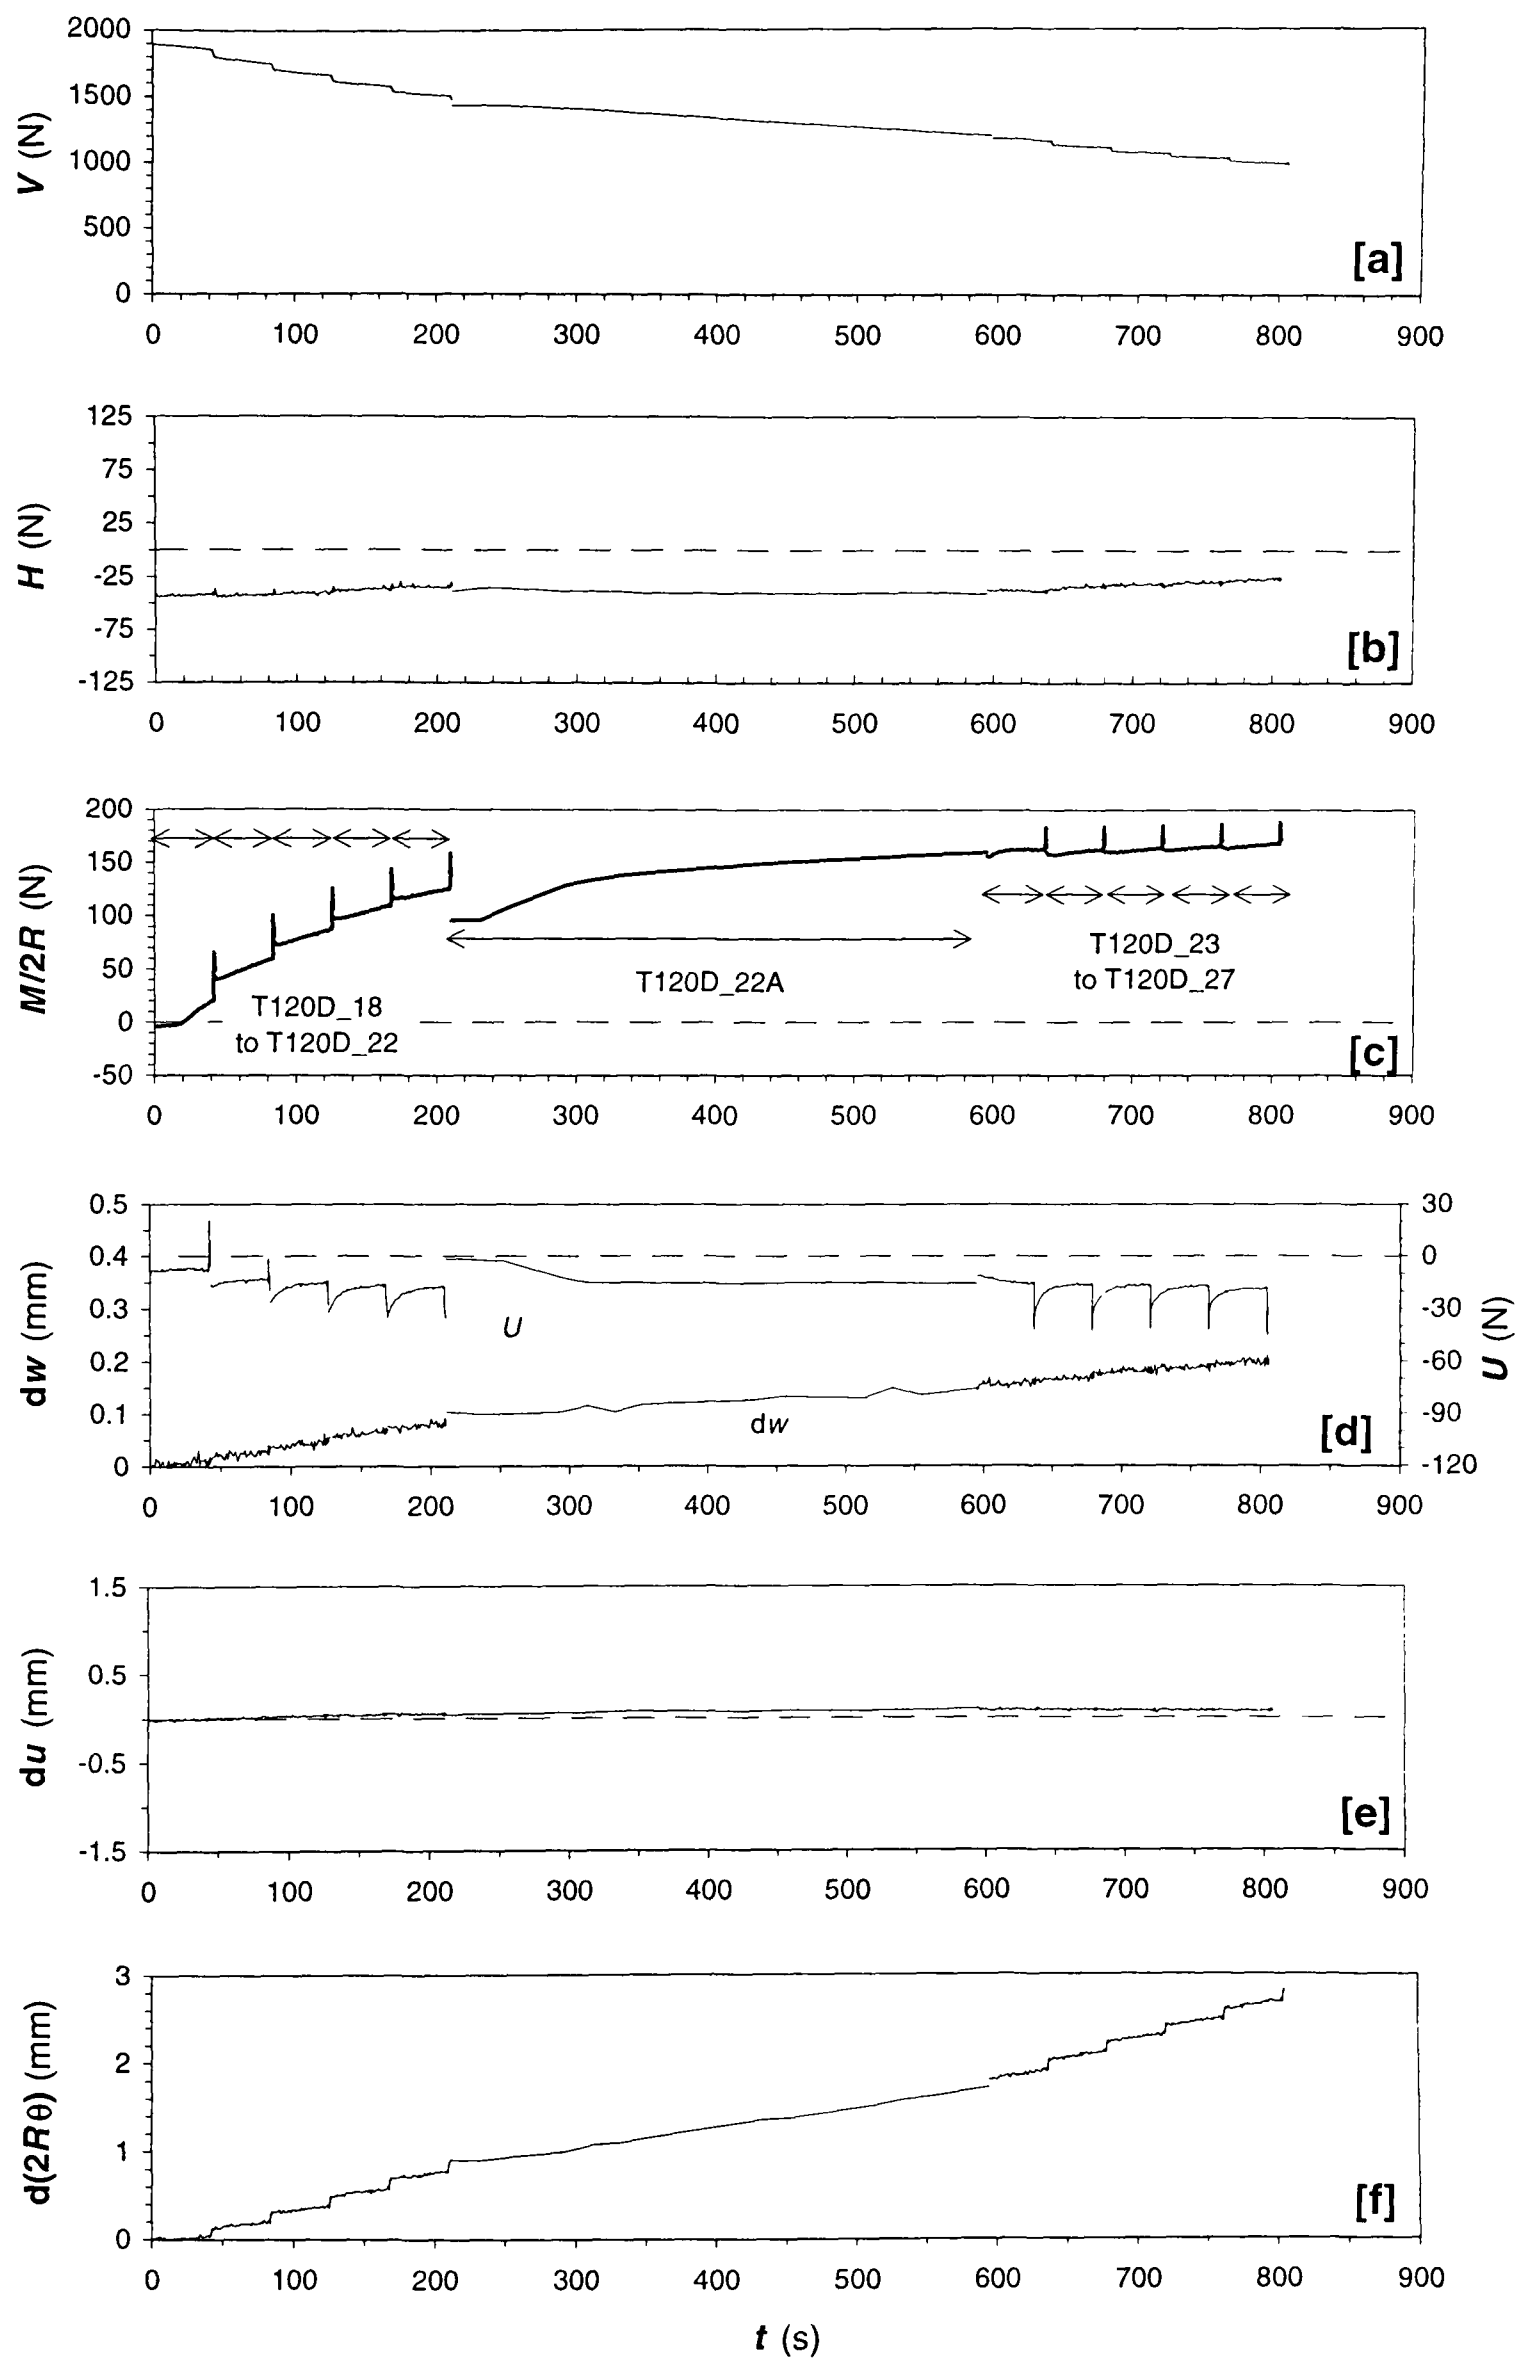 2000
1500
1000
500
0
V (N)
[a]
0 100 200 300 400 500 600 700 800 900
125
75
25
-25
-75
-125
H (N)
[b]
0 100 200 300 400 500 600 700 800 900
200
150
100
50
0
-50
M/2R (N)
T120D_18
to T120D_22
T120D_22A
T120D_23
to T120D_27
[c]
0 100 200 300 400 500 600 700 800 900
0.5
0.4
0.3
0.2
0.1
0
dw (mm)
U
dw
30
0
-30
-60
-90
-120
U (N)
[d]
0 100 200 300 400 500 600 700 800 900
1.5
0.5
-0.5
-1.5
du (mm)
[e]
0 100 200 300 400 500 600 700 800 900
3
2
1
0
d(2Rθ) (mm)
[f]
0 100 200 300 400 500 600 700 800 900
t (s)